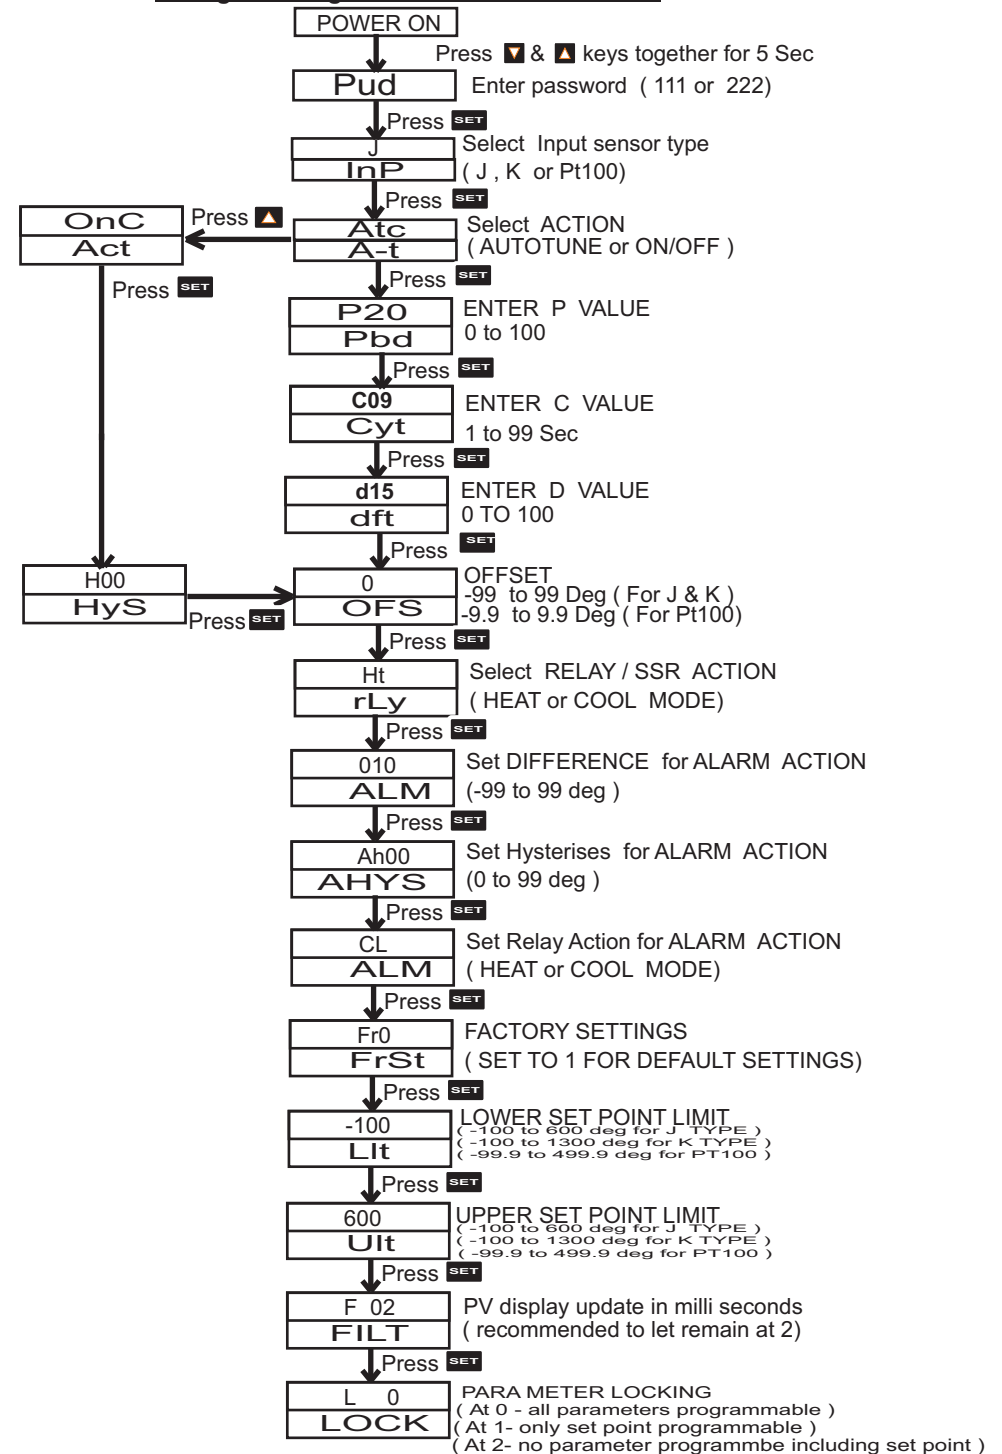 POWER ON
Press ▼ & ▲ keys together for 5 Sec
Pud
Enter password ( 111 or 222)
Press SET
J
InP
Select Input sensor type
( J , K or Pt100)
Press SET
Atc
A-t
Select ACTION
( AUTOTUNE or ON/OFF )
Press ▲
OnC
Act
Press SET
Press SET
P20
Pbd
ENTER P VALUE
0 to 100
Press SET
C09
Cyt
ENTER C VALUE
1 to 99 Sec
Press SET
d15
dft
ENTER D VALUE
0 TO 100
Press SET
H00
HyS
Press SET
0
OFS
OFFSET
-99 to 99 Deg ( For J & K )
-9.9 to 9.9 Deg ( For Pt100)
Press SET
Ht
rLy
Select RELAY / SSR ACTION
( HEAT or COOL MODE)
Press SET
010
ALM
Set DIFFERENCE for ALARM ACTION
(-99 to 99 deg )
Press SET
Ah00
AHYS
Set Hysterises for ALARM ACTION
(0 to 99 deg )
Press SET
CL
ALM
Set Relay Action for ALARM ACTION
( HEAT or COOL MODE)
Press SET
Fr0
FrSt
FACTORY SETTINGS
( SET TO 1 FOR DEFAULT SETTINGS)
Press SET
-100
Llt
LOWER SET POINT LIMIT
( -100 to 600 deg for J TYPE )
( -100 to 1300 deg for K TYPE )
( -99.9 to 499.9 deg for PT100 )
Press SET
600
Ult
UPPER SET POINT LIMIT
( -100 to 600 deg for J TYPE )
( -100 to 1300 deg for K TYPE )
( -99.9 to 499.9 deg for PT100 )
Press SET
F 02
FILT
PV display update in milli seconds
( recommended to let remain at 2)
Press SET
L 0
LOCK
PARA METER LOCKING
( At 0 - all parameters programmable )
( At 1- only set point programmable )
( At 2- no parameter programmbe including set point )